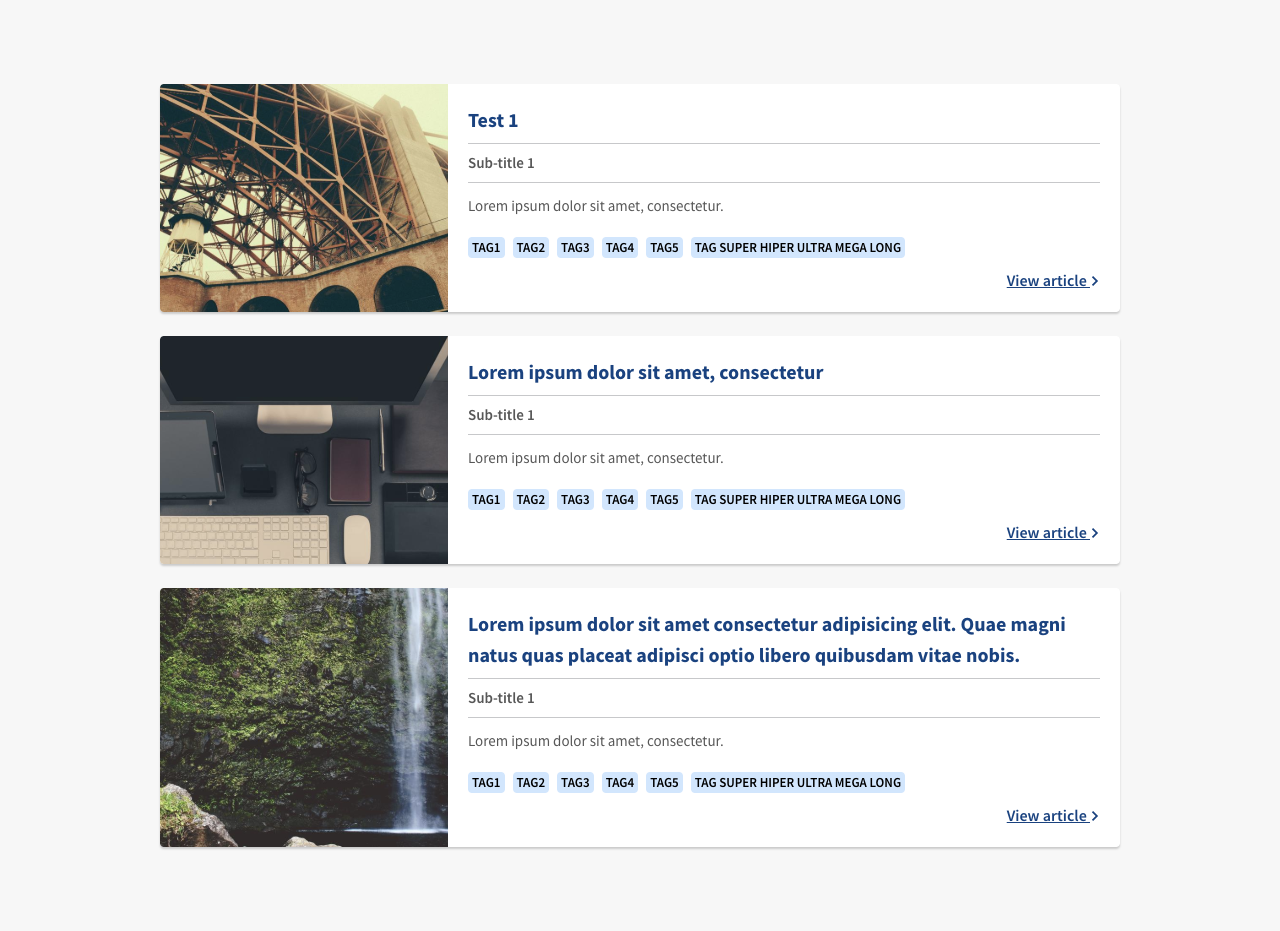 Test 1
Sub-title 1
Lorem ipsum dolor sit amet, consectetur.
TAG1 TAG2 TAG3 TAG4 TAG5 TAG SUPER HIPER ULTRA MEGA LONG
View article
Lorem ipsum dolor sit amet, consectetur
Sub-title 1
Lorem ipsum dolor sit amet, consectetur.
TAG1 TAG2 TAG3 TAG4 TAG5 TAG SUPER HIPER ULTRA MEGA LONG
View article
Lorem ipsum dolor sit amet consectetur adipisicing elit. Quae magni
natus quas placeat adipisci optio libero quibusdam vitae nobis.
Sub-title 1
Lorem ipsum dolor sit amet, consectetur.
TAG1 TAG2 TAG3 TAG4 TAG5 TAG SUPER HIPER ULTRA MEGA LONG
View article